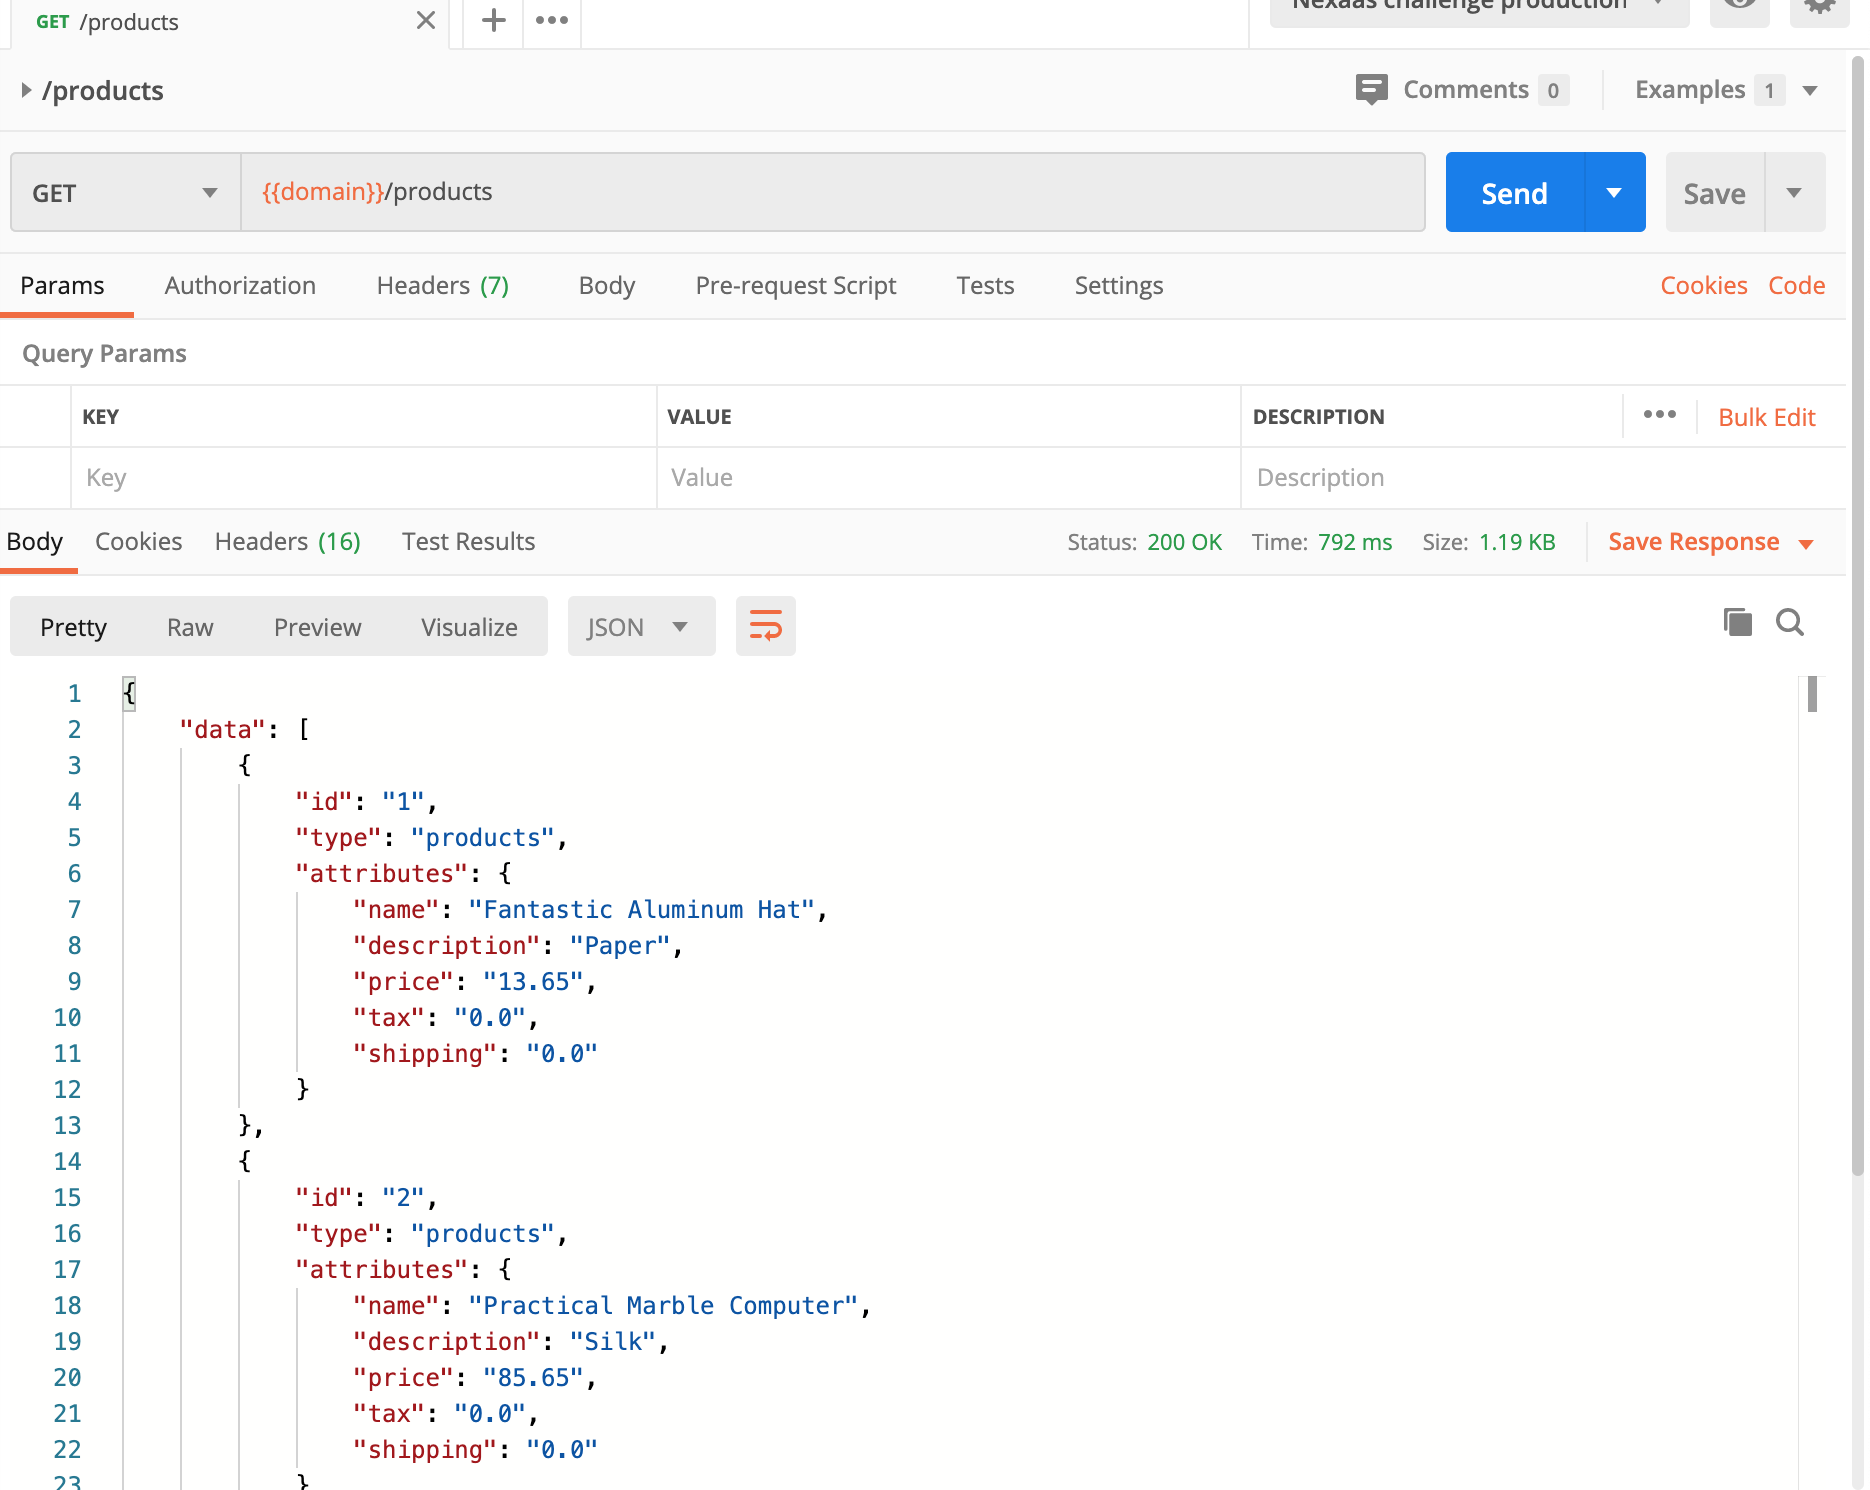 GET /products
Nexaas challenge production
/products
Comments 0
Examples 1
GET
{{domain}}/products
Send
Save
Params Authorization Headers (7) Body Pre-request Script Tests Settings
Cookies Code
Query Params
KEY VALUE DESCRIPTION Bulk Edit
Key Value Description
Body Cookies Headers (16) Test Results
Status: 200 OK Time: 792 ms Size: 1.19 KB Save Response
Pretty Raw Preview Visualize JSON
1 {
2 "data": [
3 {
4 "id": "1",
5 "type": "products",
6 "attributes": {
7 "name": "Fantastic Aluminum Hat",
8 "description": "Paper",
9 "price": "13.65",
10 "tax": "0.0",
11 "shipping": "0.0"
12 }
13 },
14 {
15 "id": "2",
16 "type": "products",
17 "attributes": {
18 "name": "Practical Marble Computer",
19 "description": "Silk",
20 "price": "85.65",
21 "tax": "0.0",
22 "shipping": "0.0"
23 }